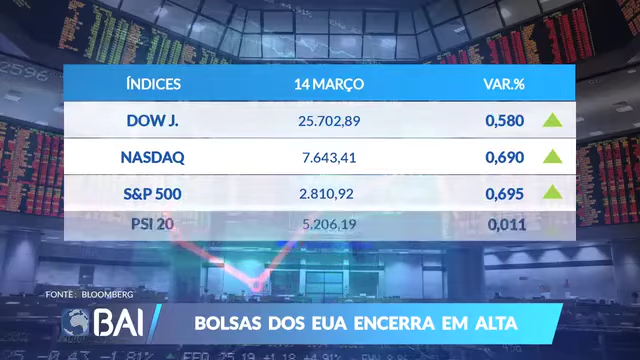 ÍNDICES 14 MARÇO VAR.%
DOW J. 25.702,89 0,580
NASDAQ 7.643,41 0,690
S&P 500 2.810,92 0,695
PSI 20 5.206,19 0,011
FONTE: BLOOMBERG
BAI BOLSAS DOS EUA ENCERRA EM ALTA